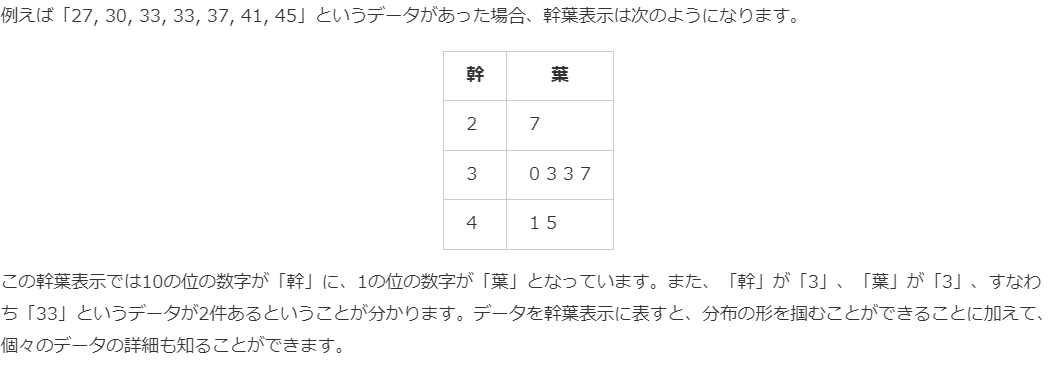 例えば「27, 30, 33, 33, 37, 41, 45」というデータがあった場合、幹葉表示は次のようになります。
幹 葉
2 7
3 0 3 3 7
4 1 5
この幹葉表示では10の位の数字が「幹」に、1の位の数字が「葉」となっています。また、「幹」が「3」、「葉」が「3」、すなわ
ち「33」というデータが2件あるということが分かります。データを幹葉表示に表すと、分布の形を掴むことができることに加えて、
個々のデータの詳細も知ることができます。